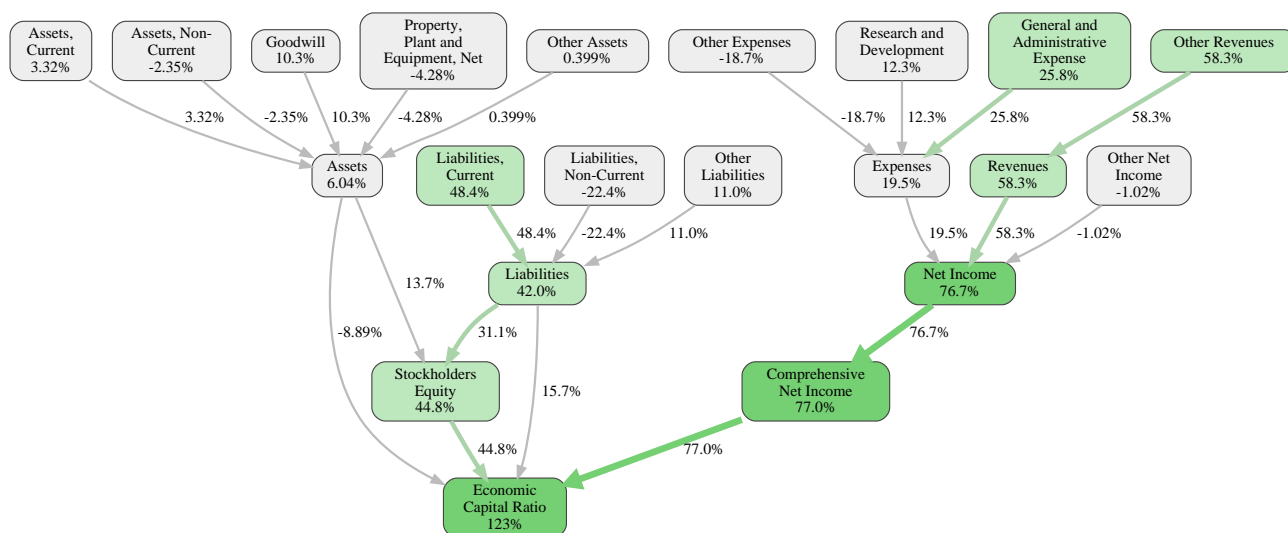 Assets,
Current
3.32%
Assets, Non-
Current
-2.35%
Goodwill
10.3%
Property,
Plant and
Equipment, Net
-4.28%
Other Assets
0.399%
Other Expenses
-18.7%
Research and
Development
12.3%
General and
Administrative
Expense
25.8%
Other Revenues
58.3%
3.32%
-2.35%
10.3%
-4.28%
0.399%
-18.7%
12.3%
25.8%
58.3%
Assets
6.04%
Liabilities,
Current
48.4%
Liabilities,
Non-Current
-22.4%
Other
Liabilities
11.0%
Expenses
19.5%
Revenues
58.3%
Other Net
Income
-1.02%
48.4%
-22.4%
11.0%
19.5%
58.3%
-1.02%
Liabilities
42.0%
Net Income
76.7%
13.7%
-8.89%
31.1%
15.7%
76.7%
Stockholders
Equity
44.8%
Comprehensive
Net Income
77.0%
44.8%
77.0%
Economic
Capital Ratio
123%